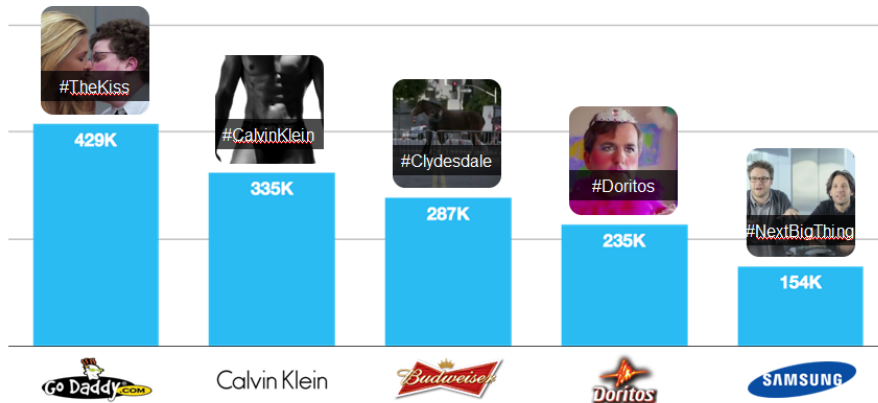 #TheKiss
429K
#CalvinKlein
335K
#Clydesdale
287K
#Doritos
235K
#NextBigThing
154K
GO DADDY.COM
Calvin Klein
Budweiser
Doritos
SAMSUNG